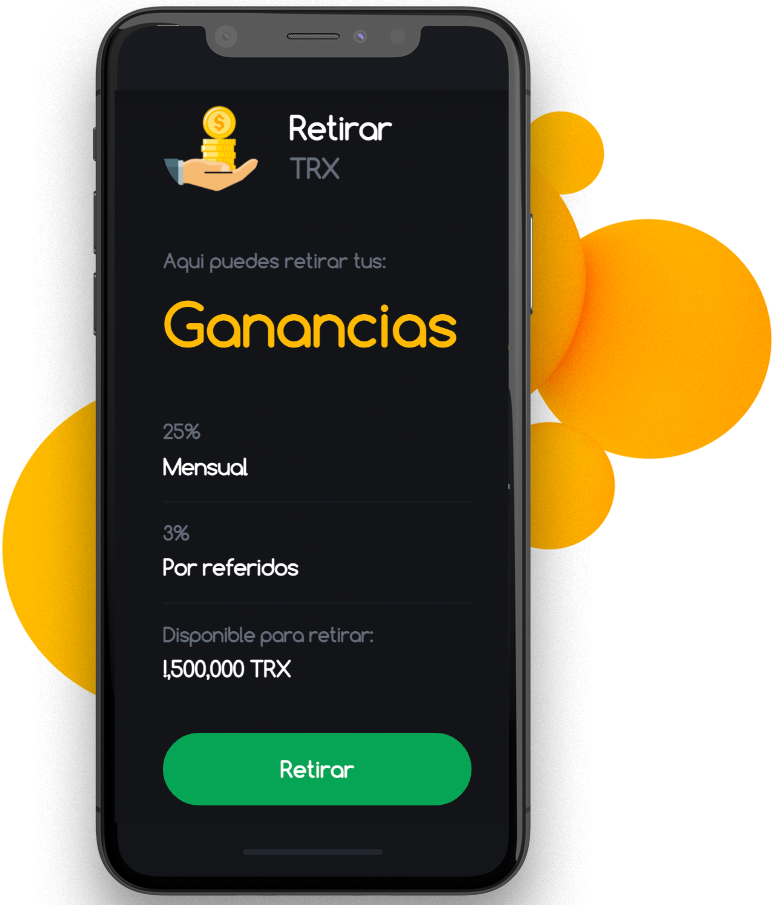 Retirar
TRX
Aqui puedes retirar tus:
Ganancias
25%
Mensual
3%
Por referidos
Disponible para retirar:
1,500,000 TRX
Retirar